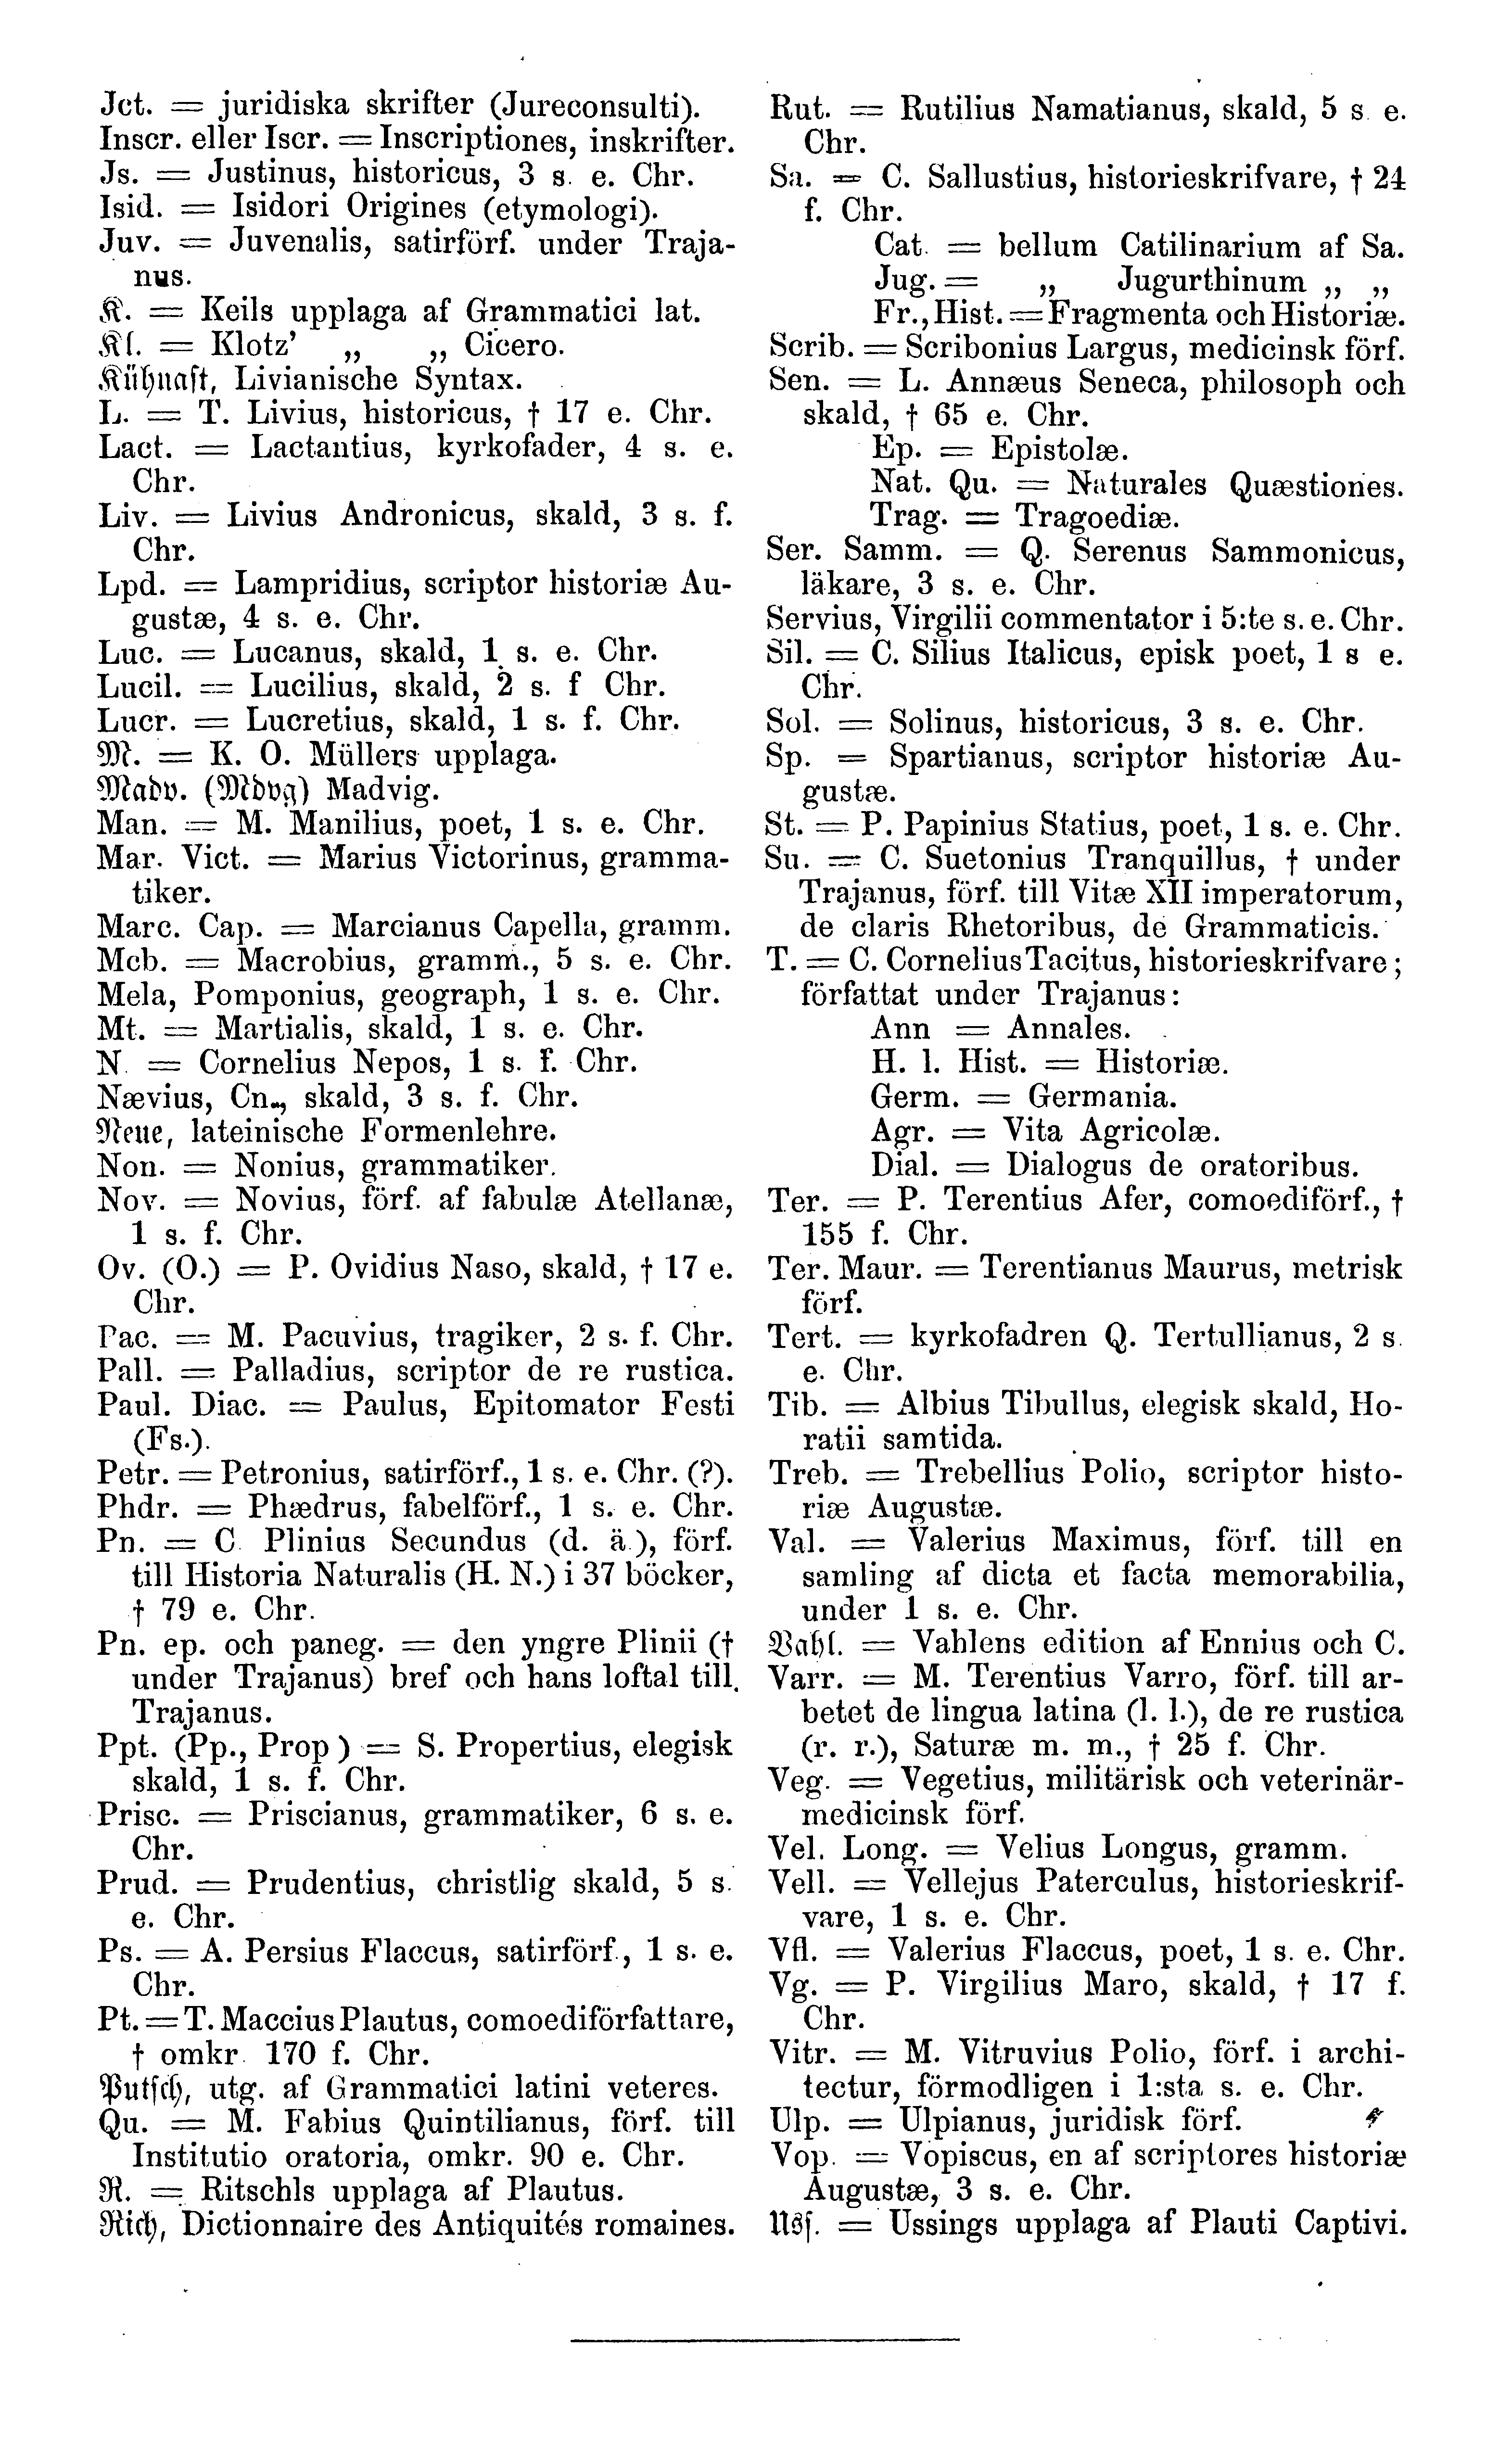 Jct. = juridiska skrifter (Jureconsulti).
Inscr. eller Iscr. = Inscriptiones, inskrifter.
Js. = Justinus, historicus, 3 s. e. Chr.
Isid. = Isidori Origines (etymologi).
Juv. = Juvenalis, satirförf. under Traja-
nus.
K. = Keils upplaga af Grammatici lat.
Kl. = Klotz' „ „ Cicero.
Kühnast, Livianische Syntax.
L. = T. Livius, historicus, † 17 e. Chr.
Lact. = Lactantius, kyrkofader, 4 s. e.
Chr.
Liv. = Livius Andronicus, skald, 3 s. f.
Chr.
Lpd. = Lampridius, scriptor historiæ Au-
gustæ, 4 s. e. Chr.
Luc. = Lucanus, skald, 1 s. e. Chr.
Lucil. = Lucilius, skald, 2 s. f Chr.
Lucr. = Lucretius, skald, 1 s. f. Chr.
M. = K. O. Müllers upplaga.
Madv. (Mdvg) Madvig.
Man. = M. Manilius, poet, 1 s. e. Chr.
Mar. Vict. = Marius Victorinus, gramma-
tiker.
Marc. Cap. = Marcianus Capella, gramm.
Mcb. = Macrobius, gramm., 5 s. e. Chr.
Mela, Pomponius, geograph, 1 s. e. Chr.
Mt. = Martialis, skald, 1 s. e. Chr.
N. = Cornelius Nepos, 1 s. f. Chr.
Nævius, Cn., skald, 3 s. f. Chr.
Neue, lateinische Formenlehre.
Non. = Nonius, grammatiker.
Nov. = Novius, förf. af fabulæ Atellanæ,
1 s. f. Chr.
Ov. (O.) = P. Ovidius Naso, skald, † 17 e.
Chr.
Pac. = M. Pacuvius, tragiker, 2 s. f. Chr.
Pall. = Palladius, scriptor de re rustica.
Paul. Diac. = Paulus, Epitomator Festi
(Fs.).
Petr. = Petronius, satirförf., 1 s. e. Chr. (?).
Phdr. = Phædrus, fabelförf., 1 s. e. Chr.
Pn. = C. Plinius Secundus (d. ä.), förf.
till Historia Naturalis (H. N.) i 37 böcker,
† 79 e. Chr.
Pn. ep. och paneg. = den yngre Plinii (†
under Trajanus) bref och hans loftal till
Trajanus.
Ppt. (Pp., Prop ) = S. Propertius, elegisk
skald, 1 s. f. Chr.
Prisc. = Priscianus, grammatiker, 6 s. e.
Chr.
Prud. = Prudentius, christlig skald, 5 s.
e. Chr.
Ps. = A. Persius Flaccus, satirförf., 1 s. e.
Chr.
Pt. = T. Maccius Plautus, comoediförfattare,
† omkr. 170 f. Chr.
Putsch, utg. af Grammatici latini veteres.
Qu. = M. Fabius Quintilianus, förf. till
Institutio oratoria, omkr. 90 e. Chr.
R. = Ritschls upplaga af Plautus.
Rich, Dictionnaire des Antiquités romaines.
Rut. = Rutilius Namatianus, skald, 5 s. e.
Chr.
Sa. = C. Sallustius, historieskrifvare, † 24
f. Chr.
Cat. = bellum Catilinarium af Sa.
Jug. = „ Jugurthinum „ „
Fr., Hist. = Fragmenta och Historiæ.
Scrib. = Scribonius Largus, medicinsk förf.
Sen. = L. Annæus Seneca, philosoph och
skald, † 65 e. Chr.
Ep. = Epistolæ.
Nat. Qu. = Naturales Quæstiones.
Trag. = Tragoediæ.
Ser. Samm. = Q. Serenus Sammonicus,
läkare, 3 s. e. Chr.
Servius, Virgilii commentator i 5:te s. e. Chr.
Sil. = C. Silius Italicus, episk poet, 1 s e.
Chr.
Sol. = Solinus, historicus, 3 s. e. Chr.
Sp. = Spartianus, scriptor historiæ Au-
gustæ.
St. = P. Papinius Statius, poet, 1 s. e. Chr.
Su. = C. Suetonius Tranquillus, † under
Trajanus, förf. till Vitæ XII imperatorum,
de claris Rhetoribus, de Grammaticis.
T. = C. Cornelius Tacitus, historieskrifvare;
författat under Trajanus:
Ann = Annales.
H. l. Hist. = Historiæ.
Germ. = Germania.
Agr. = Vita Agricolæ.
Dial. = Dialogus de oratoribus.
Ter. = P. Terentius Afer, comoediförf., †
155 f. Chr.
Ter. Maur. = Terentianus Maurus, metrisk
förf.
Tert. = kyrkofadren Q. Tertullianus, 2 s.
e. Chr.
Tib. = Albius Tibullus, elegisk skald, Ho-
ratii samtida.
Treb. = Trebellius Polio, scriptor histo-
riæ Augustæ.
Val. = Valerius Maximus, förf. till en
samling af dicta et facta memorabilia,
under 1 s. e. Chr.
Vahl. = Vahlens edition af Ennius och C.
Varr. = M. Terentius Varro, förf. till ar-
betet de lingua latina (l. l.), de re rustica
(r. r.), Saturæ m. m., † 25 f. Chr.
Veg. = Vegetius, militärisk och veterinär-
medicinsk förf.
Vel. Long. = Velius Longus, gramm.
Vell. = Vellejus Paterculus, historieskrif-
vare, 1 s. e. Chr.
Vfl. = Valerius Flaccus, poet, 1 s. e. Chr.
Vg. = P. Virgilius Maro, skald, † 17 f.
Chr.
Vitr. = M. Vitruvius Polio, förf. i archi-
tectur, förmodligen i 1:sta s. e. Chr.
Ulp. = Ulpianus, juridisk förf.
Vop. = Vopiscus, en af scriptores historiæ
Augustæ, 3 s. e. Chr.
Ußs. = Ussings upplaga af Plauti Captivi.